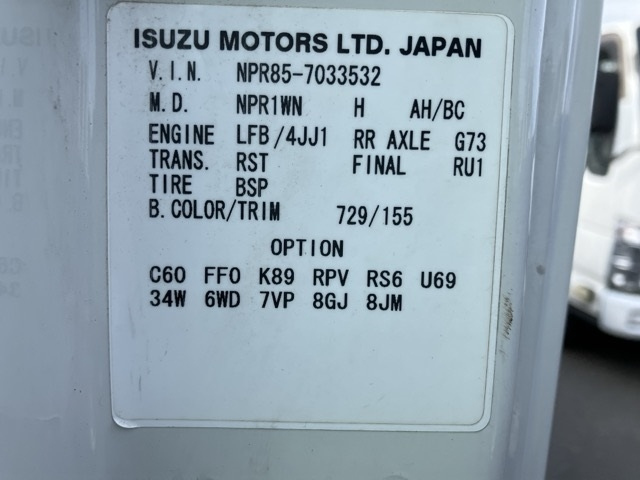 ISUZU MOTORS LTD. JAPAN
V.I.N. NPR85-7033532
M.D. NPR1WN H AH/BC
ENGINE LFB/4JJ1 RR AXLE G73
TRANS. RST FINAL RU1
TIRE BSP
B.COLOR/TRIM 729/155
OPTION
C60 FF0 K89 RPV RS6 U69
34W 6WD 7VP 8GJ 8JM